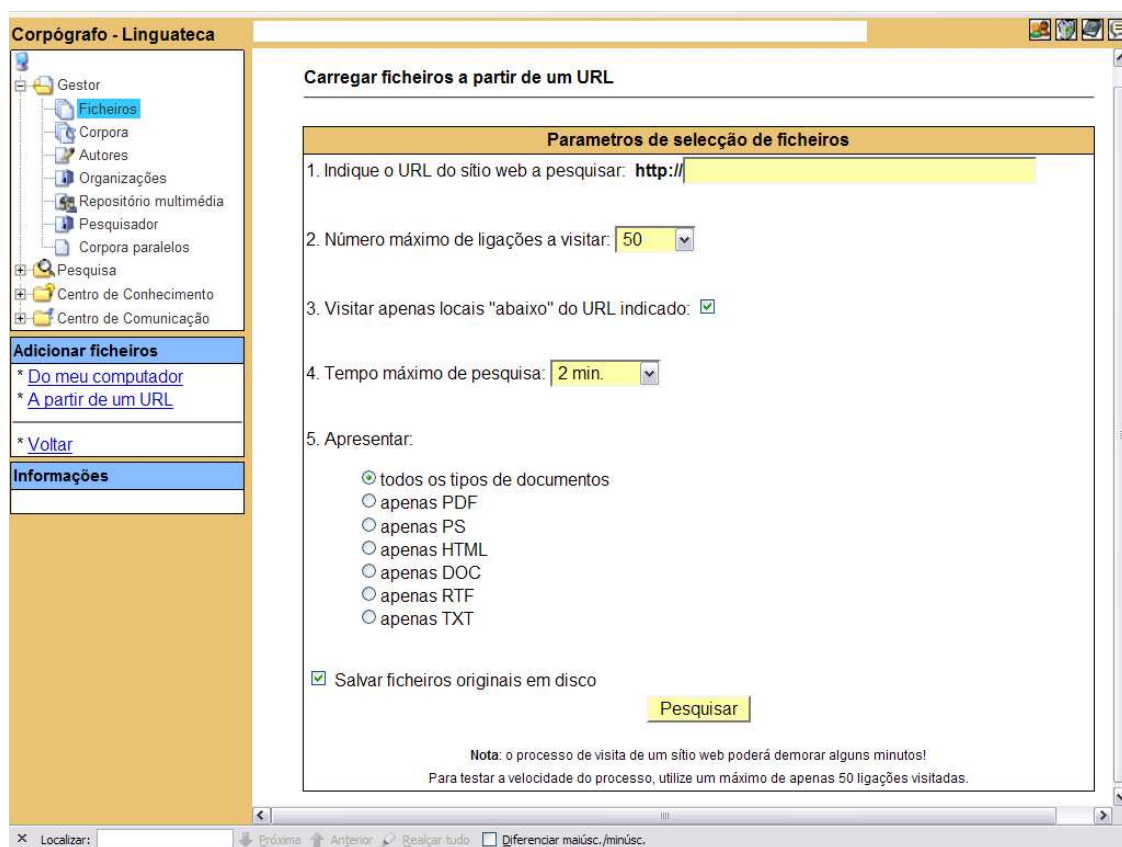 Corpógrafo - Linguateca
Gestor
Ficheiros
Corpora
Autores
Organizações
Repositório multimédia
Pesquisador
Corpora paralelos
Pesquisa
Centro de Conhecimento
Centro de Comunicação
Adicionar ficheiros
* Do meu computador
* A partir de um URL
* Voltar
Informações
Carregar ficheiros a partir de um URL
Parametros de selecção de ficheiros
1. Indique o URL do sítio web a pesquisar: http://
2. Número máximo de ligações a visitar: 50
3. Visitar apenas locais "abaixo" do URL indicado:
4. Tempo máximo de pesquisa: 2 min.
5. Apresentar:
todos os tipos de documentos
apenas PDF
apenas PS
apenas HTML
apenas DOC
apenas RTF
apenas TXT
Salvar ficheiros originais em disco
Pesquisar
Nota: o processo de visita de um sítio web poderá demorar alguns minutos!
Para testar a velocidade do processo, utilize um máximo de apenas 50 ligações visitadas.
× Localizar: Próxima Anterior Realçar tudo Diferenciar maiúsc./minúsc.